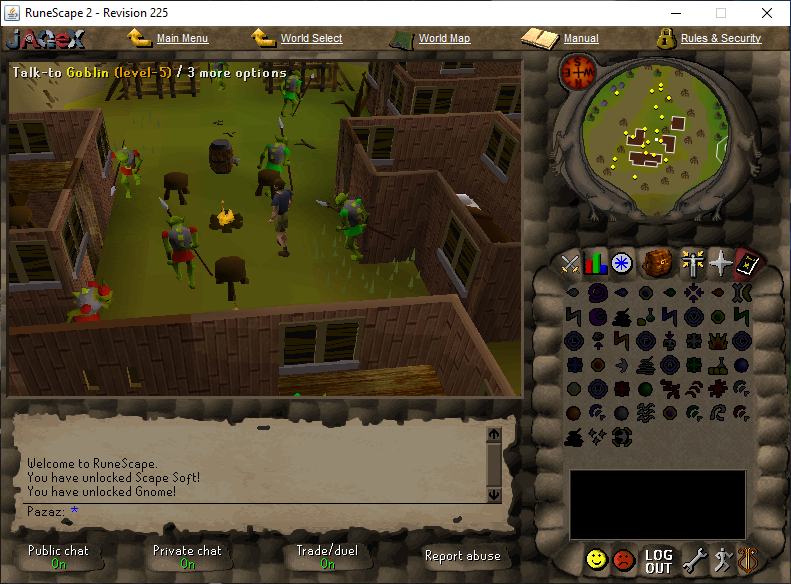 RuneScape 2 - Revision 225
JAGEX
Main Menu
World Select
World Map
Manual
Rules & Security
Talk-to Goblin (level-5) / 3 more options
Welcome to RuneScape.
You have unlocked Scape Soft!
You have unlocked Gnome!
Pazaz: *
Public chat
On
Private chat
On
Trade/duel
On
Report abuse
LOG
OUT